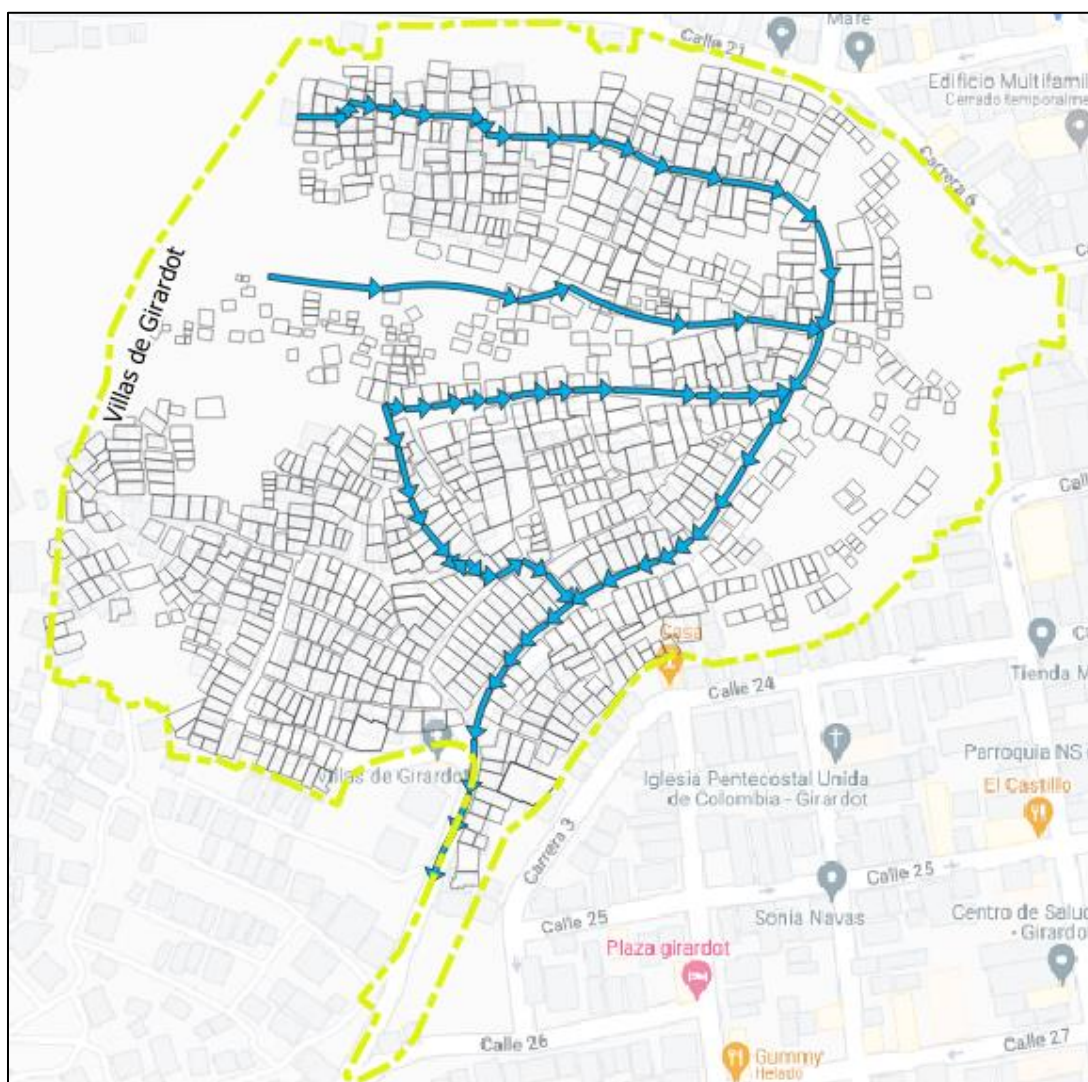 Mafe
Calle 21
Edificio Multifamili
Cerrado temporalme
Carrera 6
Villas de Girardot
Calle
Casa
Calle 24
Tienda M
Villas de Girardot
Iglesia Pentecostal Unida
de Colombia - Girardot
Parroquia NS
El Castillo
Carrera 3
Calle 25
Calle 25
Sonia Navas
Centro de Salud
- Girardot
Plaza girardot
Calle 26
Calle 27
Gummy
Helado